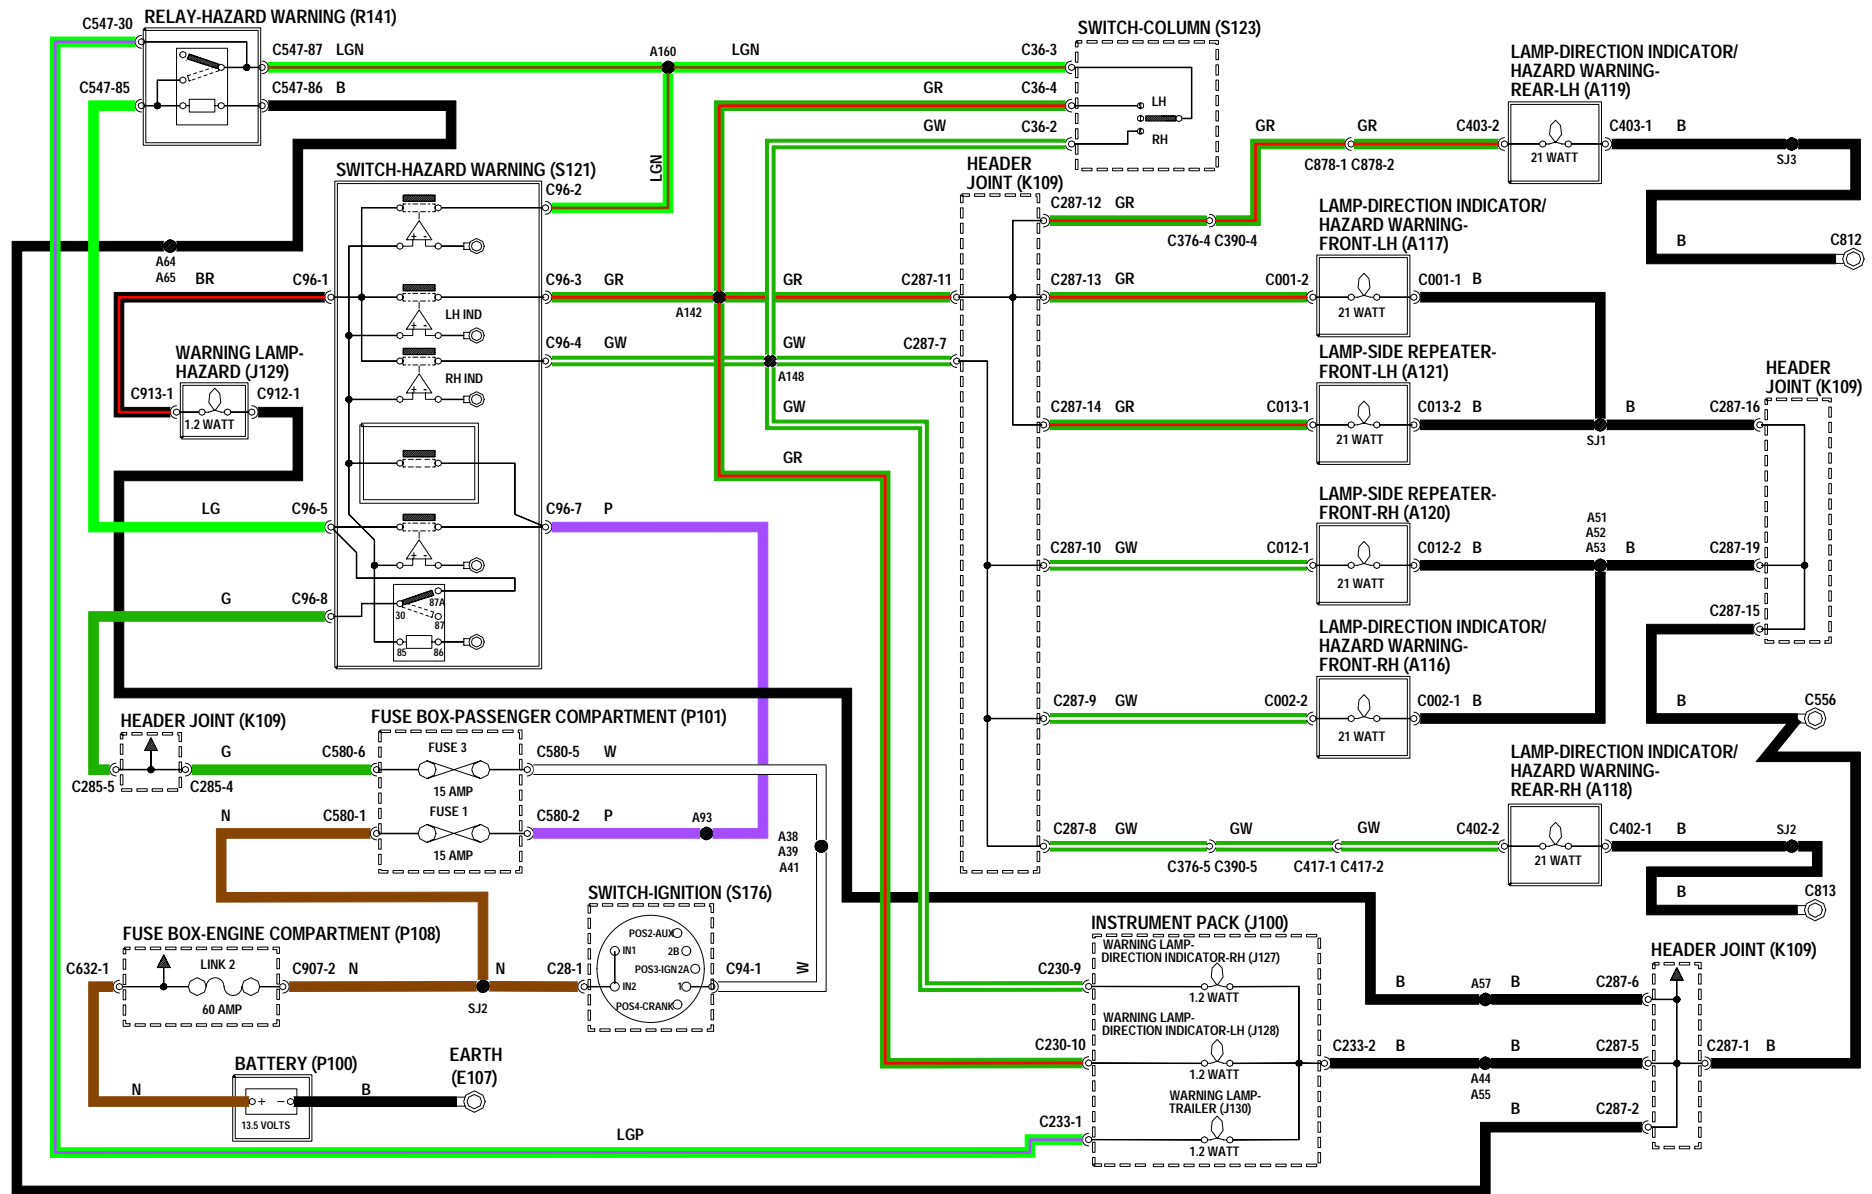 RELAY-HAZARD WARNING (R141)
C547-30
C547-87 LGN
C547-85
C547-86 B
A160
LGN
LGN
SWITCH-COLUMN (S123)
C36-3
GR
C36-4
GW
C36-2
LH
RH
LAMP-DIRECTION INDICATOR/
HAZARD WARNING-
REAR-LH (A119)
GR
GR
C403-2
C403-1
B
21 WATT
SJ3
C878-1 C878-2
B
C812
SWITCH-HAZARD WARNING (S121)
C96-2
A64
A65
BR
C96-1
C96-3
GR
LH IND
C96-4
GW
RH IND
A142
GR
C287-11
GW
C287-7
A148
GW
GR
HEADER
JOINT (K109)
C287-12 GR
C376-4 C390-4
LAMP-DIRECTION INDICATOR/
HAZARD WARNING-
FRONT-LH (A117)
C287-13 GR
C001-2
C001-1 B
21 WATT
LAMP-SIDE REPEATER-
FRONT-LH (A121)
C287-14 GR
C013-1
C013-2 B
21 WATT
SJ1
B
C287-16
HEADER
JOINT (K109)
WARNING LAMP-
HAZARD (J129)
C913-1
C912-1
1.2 WATT
LG
C96-5
C96-7
P
G
C96-8
30
87A
87
85
86
LAMP-SIDE REPEATER-
FRONT-RH (A120)
C287-10 GW
C012-1
C012-2 B
21 WATT
A51
A52
A53
B
C287-19
C287-15
LAMP-DIRECTION INDICATOR/
HAZARD WARNING-
FRONT-RH (A116)
C287-9 GW
C002-2
C002-1 B
21 WATT
B
C556
LAMP-DIRECTION INDICATOR/
HAZARD WARNING-
REAR-RH (A118)
C287-8 GW
GW
GW
C402-2
C402-1
B
SJ2
21 WATT
C376-5 C390-5
C417-1 C417-2
B
C813
HEADER JOINT (K109)
G
C285-5
C285-4
FUSE BOX-PASSENGER COMPARTMENT (P101)
C580-6
FUSE 3
15 AMP
C580-5
W
N
C580-1
FUSE 1
15 AMP
C580-2
P
A93
A38
A39
A41
SWITCH-IGNITION (S176)
POS2-AUX
IN1
2B
POS3-IGN
2A
IN2
1
POS4-CRANK
C28-1
C94-1
W
FUSE BOX-ENGINE COMPARTMENT (P108)
C632-1
LINK 2
60 AMP
C907-2 N
N
SJ2
BATTERY (P100)
N
+ -
13.5 VOLTS
B
EARTH
(E107)
LGP
INSTRUMENT PACK (J100)
WARNING LAMP-
DIRECTION INDICATOR-RH (J127)
C230-9
1.2 WATT
WARNING LAMP-
DIRECTION INDICATOR-LH (J128)
C230-10
1.2 WATT
WARNING LAMP-
TRAILER (J130)
C233-1
1.2 WATT
C233-2 B
B
A57
B
C287-6
A44
A55
B
C287-5
B
C287-2
HEADER JOINT (K109)
C287-1 B
LGN